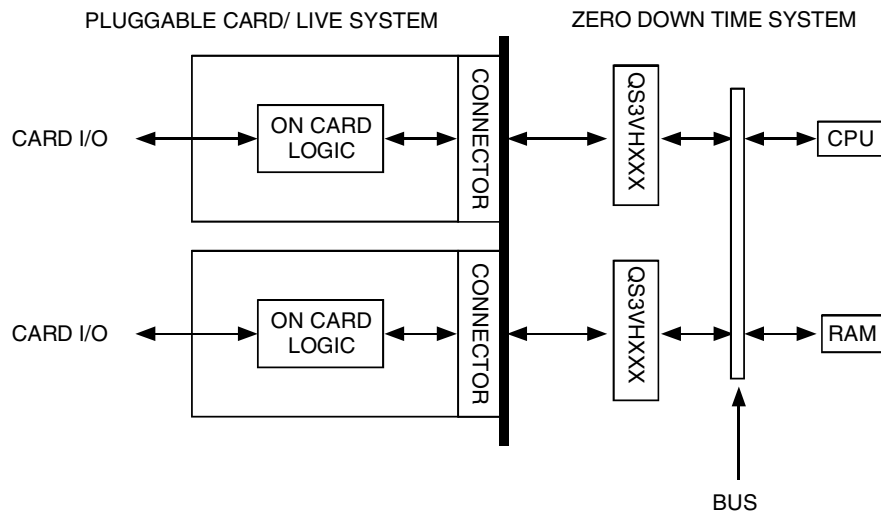 PLUGGABLE CARD/ LIVE SYSTEM
ZERO DOWN TIME SYSTEM
CARD I/O
ON CARD
LOGIC
CONNECTOR
QS3VHXXX
CPU
CARD I/O
ON CARD
LOGIC
CONNECTOR
QS3VHXXX
RAM
BUS